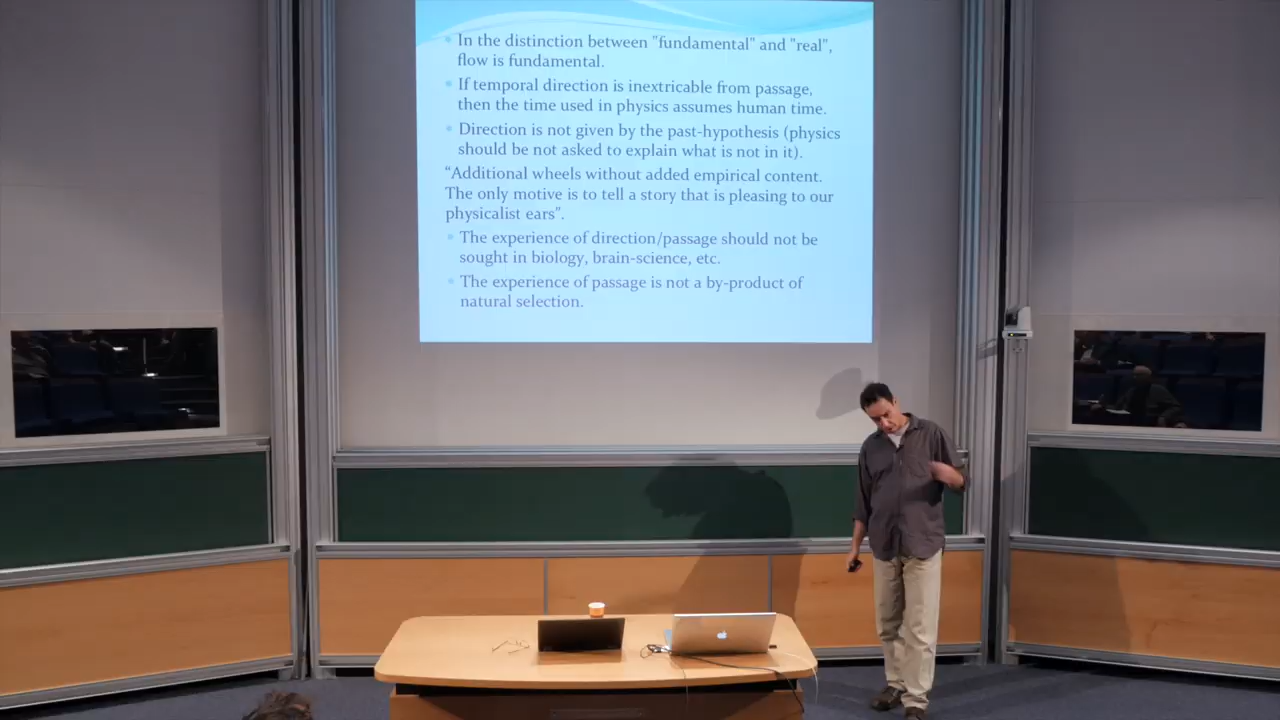 In the distinction between "fundamental" and "real",
flow is fundamental.
If temporal direction is inextricable from passage,
then the time used in physics assumes human time.
Direction is not given by the past-hypothesis (physics
should be not asked to explain what is not in it).
“Additional wheels without added empirical content.
The only motive is to tell a story that is pleasing to our
physicalist ears”.
The experience of direction/passage should not be
sought in biology, brain-science, etc.
The experience of passage is not a by-product of
natural selection.